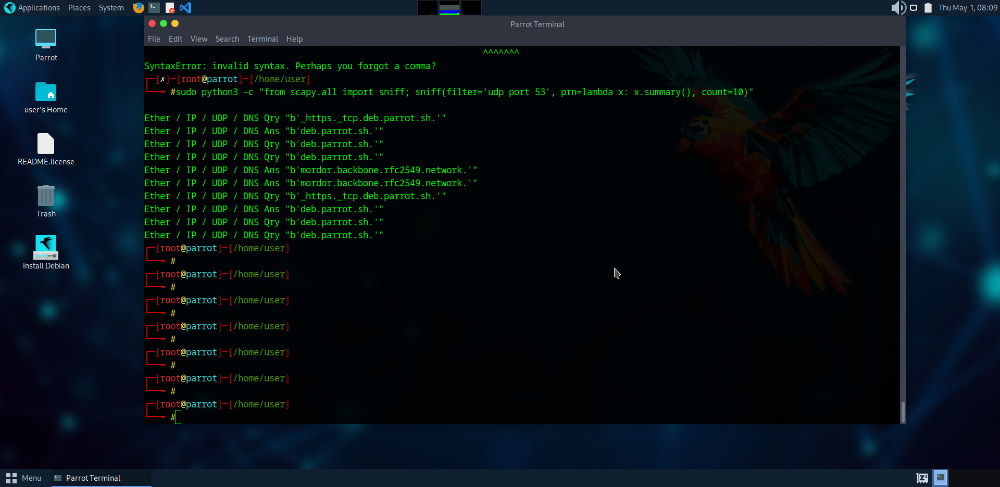 Applications Places System Thu May 1, 08:09
Parrot Terminal
File Edit View Search Terminal Help
Parrot
user's Home
README.license
Trash
Install Debian
^^^^^^^
SyntaxError: invalid syntax. Perhaps you forgot a comma?
┌─[✗]─[root@parrot]─[/home/user]
└──╼ #sudo python3 -c "from scapy.all import sniff; sniff(filter='udp port 53', prn=lambda x: x.summary(), count=10)"
Ether / IP / UDP / DNS Qry "b'_https._tcp.deb.parrot.sh.'"
Ether / IP / UDP / DNS Ans "b'deb.parrot.sh.'"
Ether / IP / UDP / DNS Qry "b'deb.parrot.sh.'"
Ether / IP / UDP / DNS Qry "b'deb.parrot.sh.'"
Ether / IP / UDP / DNS Ans "b'mordor.backbone.rfc2549.network.'"
Ether / IP / UDP / DNS Ans "b'mordor.backbone.rfc2549.network.'"
Ether / IP / UDP / DNS Qry "b'_https._tcp.deb.parrot.sh.'"
Ether / IP / UDP / DNS Ans "b'deb.parrot.sh.'"
Ether / IP / UDP / DNS Qry "b'deb.parrot.sh.'"
Ether / IP / UDP / DNS Qry "b'deb.parrot.sh.'"
┌─[root@parrot]─[/home/user]
└──╼ #
┌─[root@parrot]─[/home/user]
└──╼ #
┌─[root@parrot]─[/home/user]
└──╼ #
┌─[root@parrot]─[/home/user]
└──╼ #
┌─[root@parrot]─[/home/user]
└──╼ #
┌─[root@parrot]─[/home/user]
└──╼ #
┌─[root@parrot]─[/home/user]
└──╼ #
Menu Parrot Terminal